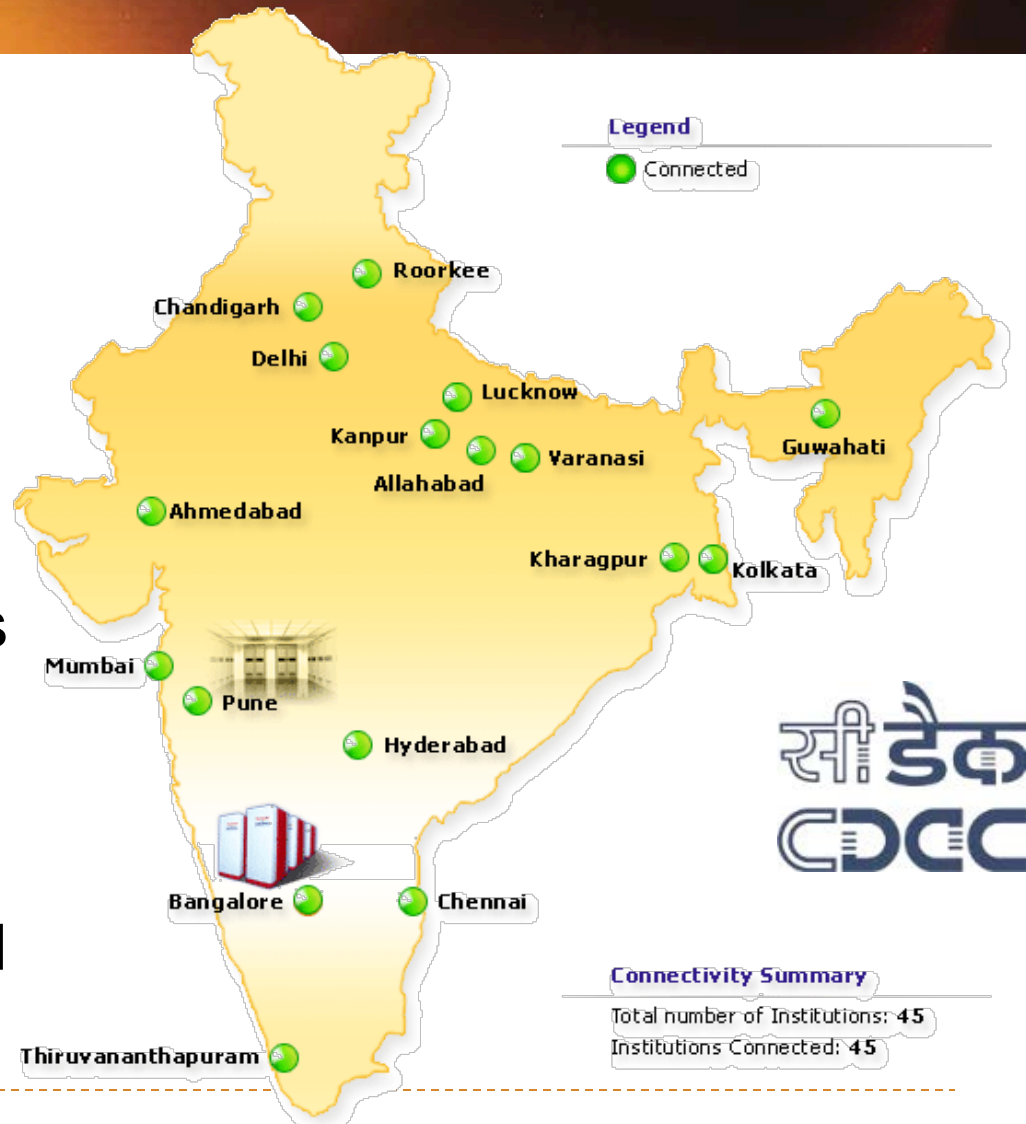 Legend
Connected
Roorkee
Chandigarh
Delhi
Lucknow
Kanpur
Guwahati
Varanasi
Allahabad
Ahmedabad
Kharagpur
Kolkata
s
Mumbai
Pune
Hyderabad
सी डैक
CDAC
Bangalore
Chennai
Connectivity Summary
Total number of Institutions: 45
Institutions Connected: 45
Thiruvananthapuram